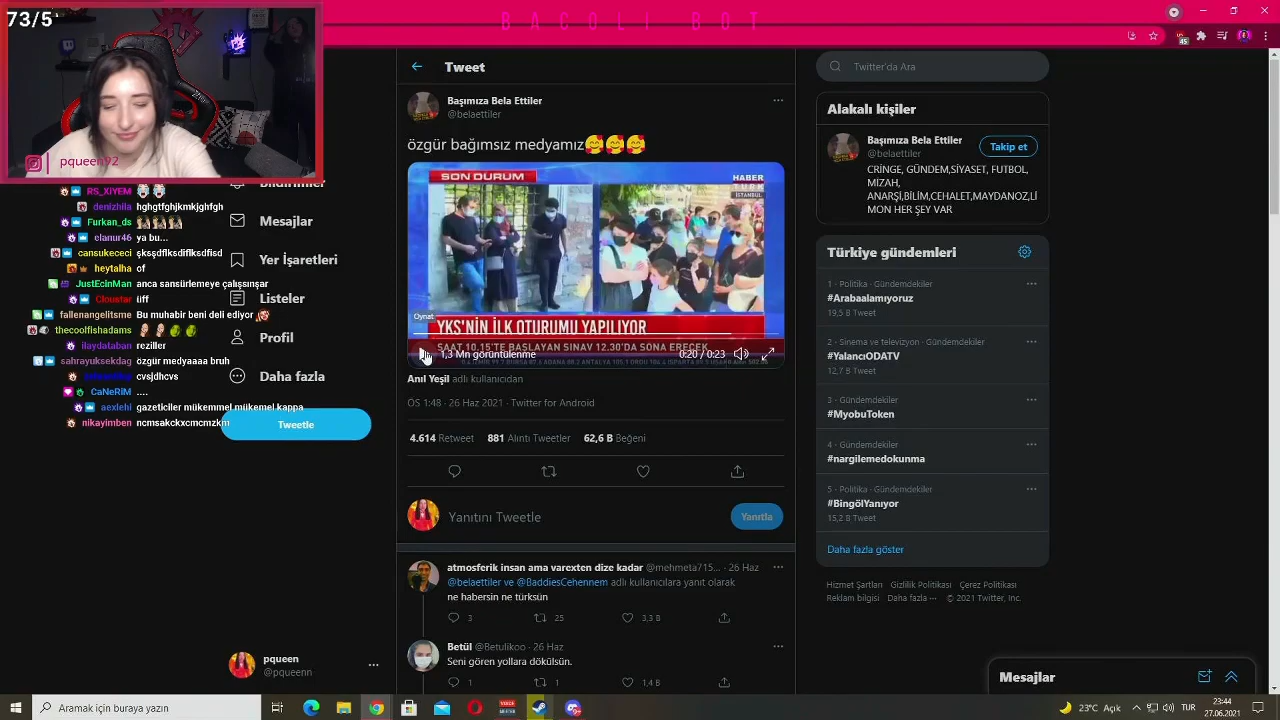 73/5
BACOLI BOT
pqueen92
RS_XiYEM
denizhila hghgtfghjkmkjghfgh
Furkan_ds
elanur46 ya bu...
cansukececi çkşsşdflksdiflksdfisd
heytalha of
JustEcinMan anca sansürlemeye çalışsınşar
Cloustar üff
fallenangelitsme Bu muhabir beni deli ediyor
thecoolfishadams
ilaydataban reziller
sahrayuksekdag özgür medyaaaa bruh
cvsjdhcvs
CaNeRiM ....
aexlehl gazeticiler mükemmel mükemel kappa
nikayimben ncmsakckxcmcmzkm
Mesajlar
Yer İşaretleri
Listeler
Profil
Daha fazla
Tweetle
pqueen
@pqueenn
Tweet
Başımıza Bela Ettiler
@belaettiler
özgür bağımsız medyamız🥰🥰🥰
SON DURUM
HABER
TÜRK
İSTANBUL
Oynat
YKS'NİN İLK OTURUMU YAPILIYOR
SAAT 10.15'TE BAŞLAYAN SINAV 12.30'DA SONA ERECEK
1,3 Mn görüntülenme
0:20 / 0:23
Anıl Yeşil adlı kullanıcıdan
ÖS 1:48 · 26 Haz 2021 · Twitter for Android
4.614 Retweet 881 Alıntı Tweetler 62,6 B Beğeni
Yanıtını Tweetle
Yanıtla
atmosferik insan ama varexten dize kadar @mehmeta715... · 26 Haz
@belaettiler ve @BaddiesCehennem adlı kullanıcılara yanıt olarak
ne habersin ne türksün
3 25 3,3 B
Betül @Betulikoo · 26 Haz
Seni gören yollara dökülsün.
1 1 1,4 B
Twitter'da Ara
Alakalı kişiler
Başımıza Bela Ettiler
@belaettiler
Takip et
CRİNGE, GÜNDEM,SİYASET, FUTBOL,
MİZAH,
ANARŞİ,BİLİM,CEHALET,MAYDANOZ,Lİ
MON HER ŞEY VAR
Türkiye gündemleri
1 · Politika · Gündemdekiler
#Arabaalamıyoruz
19,5 B Tweet
2 · Sinema ve televizyon · Gündemdekiler
#YalancıODATV
12,7 B Tweet
3 · Gündemdekiler
#MyobuToken
4 · Gündemdekiler
#nargilemedokunma
5 · Politika · Gündemdekiler
#BingölYanıyor
15,2 B Tweet
Daha fazla göster
Hizmet Şartları Gizlilik Politikası Çerez Politikası
Reklam bilgisi Daha fazla ··· © 2021 Twitter, Inc.
Mesajlar
45
Aramak için buraya yazın
23°C Açık
TUR
23:44
27.06.2021